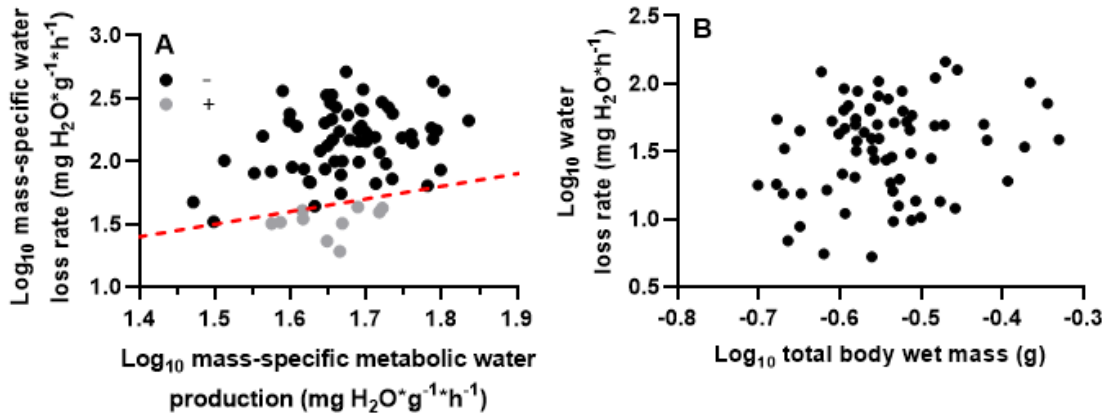 A
Log₁₀ mass-specific water
loss rate (mg H₂O*g⁻¹*h⁻¹)
3.0
2.5
2.0
1.5
1.0
−
+
1.4 1.5 1.6 1.7 1.8 1.9
Log₁₀ mass-specific metabolic water
production (mg H₂O*g⁻¹*h⁻¹)
B
Log₁₀ water
loss rate (mg H₂O*h⁻¹)
2.5
2.0
1.5
1.0
0.5
-0.8 -0.7 -0.6 -0.5 -0.4 -0.3
Log₁₀ total body wet mass (g)